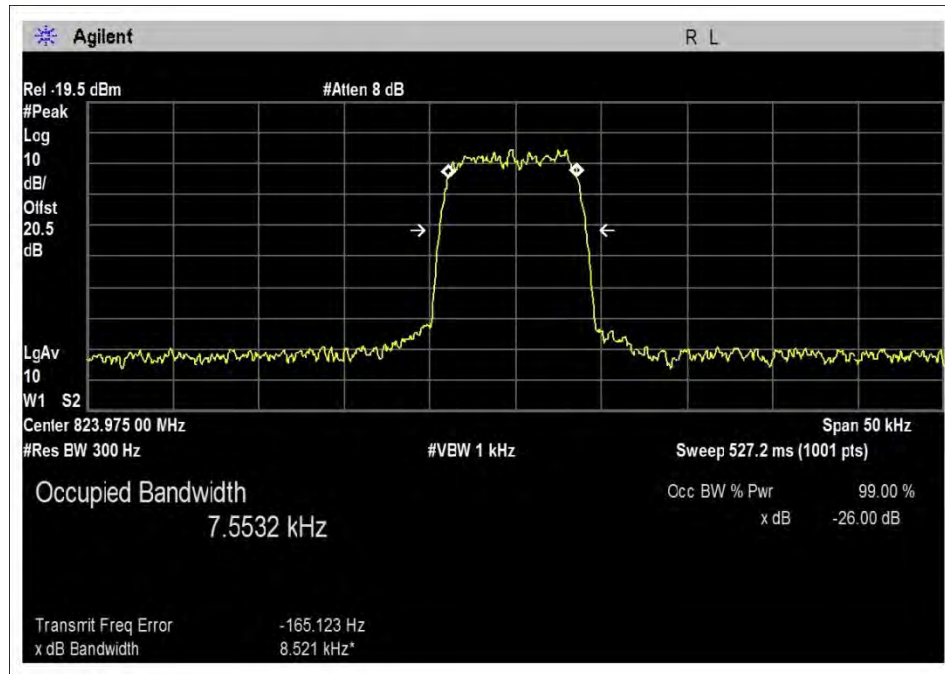 Agilent R L
Ref -19.5 dBm #Atten 8 dB
#Peak
Log
10
dB/
Offst
20.5
dB
LgAv
10
W1 S2
Center 823.975 00 MHz Span 50 kHz
#Res BW 300 Hz #VBW 1 kHz Sweep 527.2 ms (1001 pts)
Occupied Bandwidth Occ BW % Pwr 99.00 %
7.5532 kHz x dB -26.00 dB
Transmit Freq Error -165.123 Hz
x dB Bandwidth 8.521 kHz*